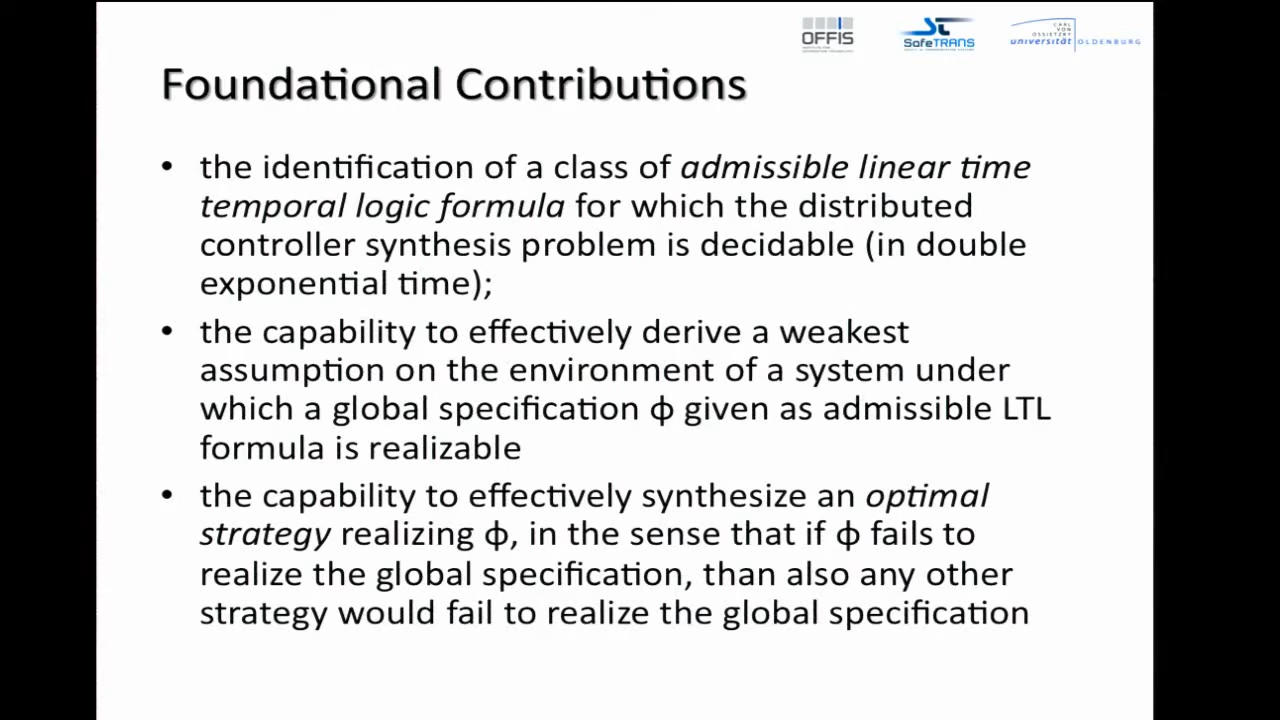 OFFIS
SafeTRANS
CARL
VON
OSSIETZKY
universität OLDENBURG
Foundational Contributions
• the identification of a class of admissible linear time
temporal logic formula for which the distributed
controller synthesis problem is decidable (in double
exponential time);
• the capability to effectively derive a weakest
assumption on the environment of a system under
which a global specification ϕ given as admissible LTL
formula is realizable
• the capability to effectively synthesize an optimal
strategy realizing ϕ, in the sense that if ϕ fails to
realize the global specification, than also any other
strategy would fail to realize the global specification